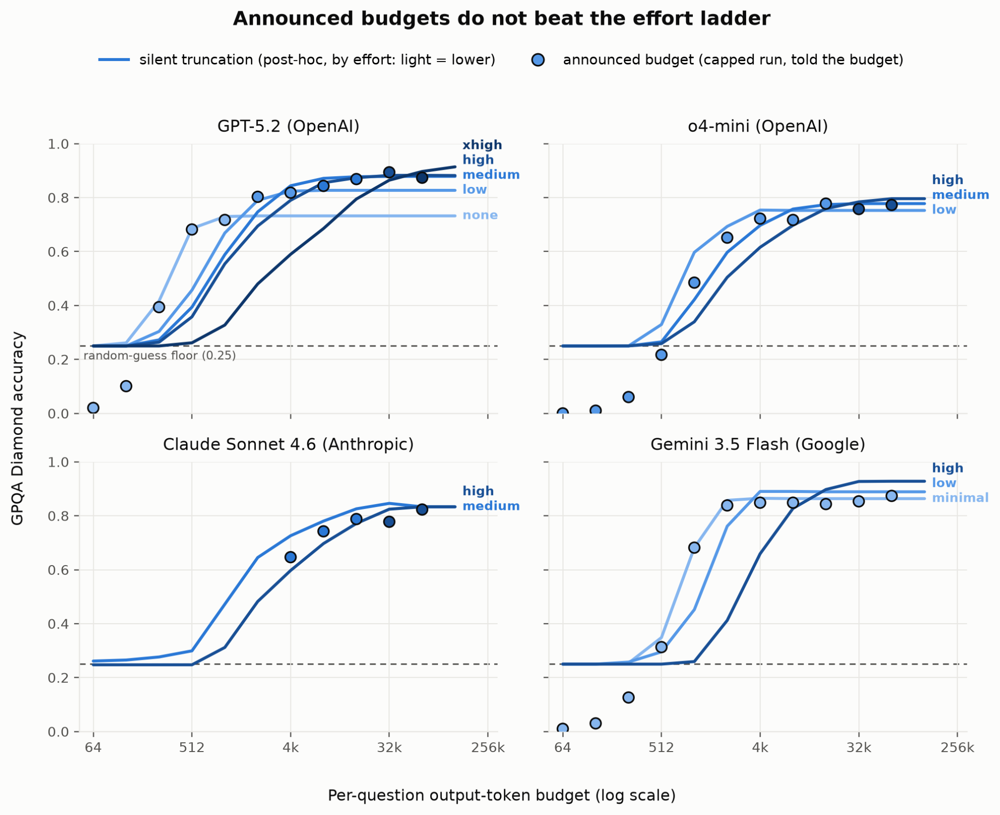 Announced budgets do not beat the effort ladder
silent truncation (post-hoc, by effort: light = lower)
announced budget (capped run, told the budget)
GPT-5.2 (OpenAI)
1.0
0.8
0.6
0.4
0.2
0.0
xhigh
high
medium
low
none
random-guess floor (0.25)
o4-mini (OpenAI)
high
medium
low
GPQA Diamond accuracy
Claude Sonnet 4.6 (Anthropic)
1.0
0.8
0.6
0.4
0.2
0.0
high
medium
64
512
4k
32k
256k
Gemini 3.5 Flash (Google)
high
low
minimal
64
512
4k
32k
256k
Per-question output-token budget (log scale)